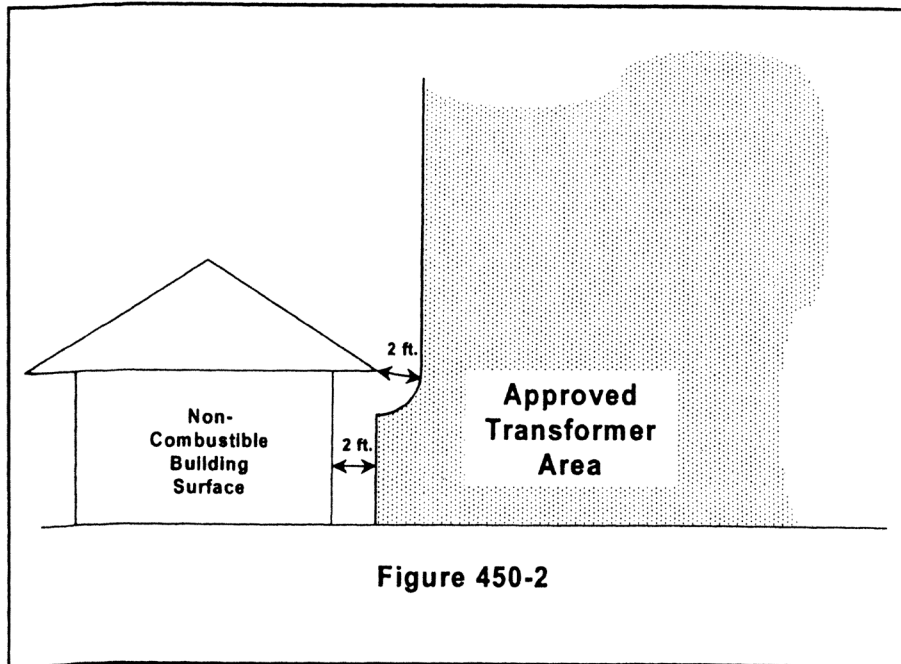 2 ft.
Non-
Combustible
Building
Surface
2 ft.
Approved
Transformer
Area
Figure 450-2